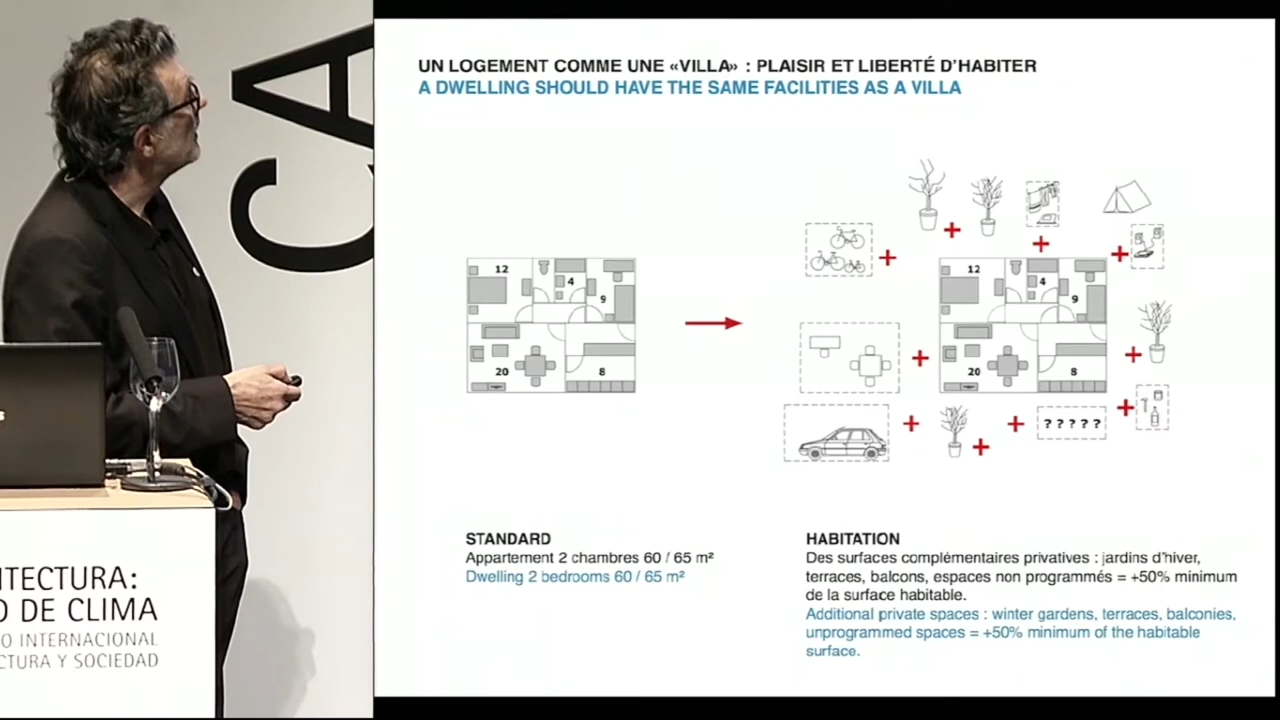 CA
UN LOGEMENT COMME UNE «VILLA» : PLAISIR ET LIBERTÉ D'HABITER
A DWELLING SHOULD HAVE THE SAME FACILITIES AS A VILLA
12
4
9
20
8
12
4
9
20
8
? ? ? ? ?
STANDARD
Appartement 2 chambres 60 / 65 m²
Dwelling 2 bedrooms 60 / 65 m²
HABITATION
Des surfaces complémentaires privatives : jardins d'hiver,
terraces, balcons, espaces non programmés = +50% minimum
de la surface habitable.
Additional private spaces : winter gardens, terraces, balconies,
unprogrammed spaces = +50% minimum of the habitable
surface.
ITECTURA:
O DE CLIMA
O INTERNACIONAL
CTURA Y SOCIEDAD